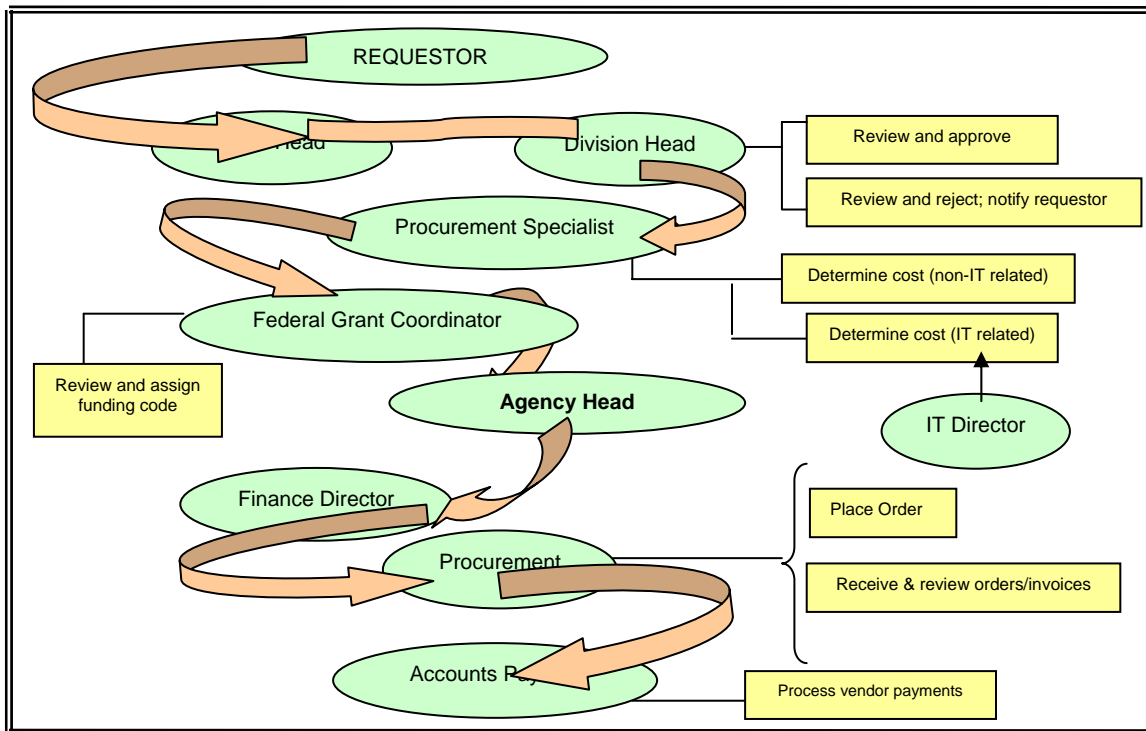 REQUESTOR
Head
Division Head
Review and approve
Review and reject; notify requestor
Procurement Specialist
Determine cost (non-IT related)
Federal Grant Coordinator
Determine cost (IT related)
Review and assign
funding code
Agency Head
IT Director
Finance Director
Place Order
Procurement
Receive & review orders/invoices
Accounts
Process vendor payments